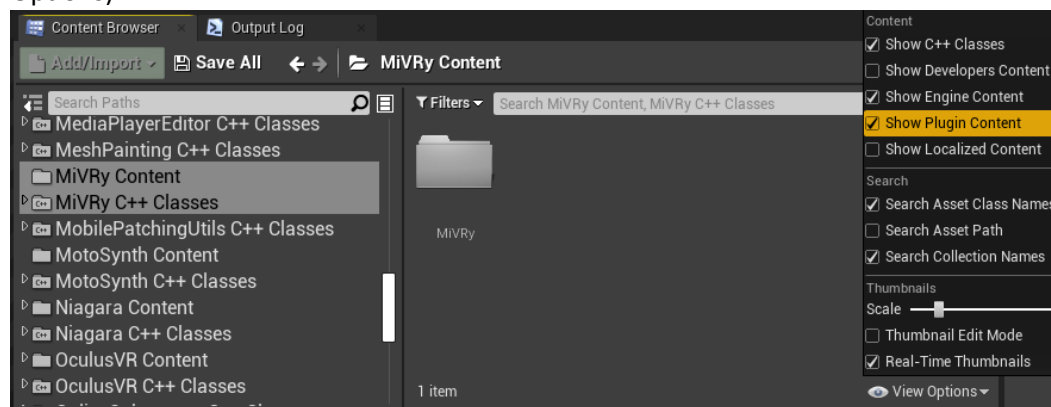 Content Browser
Output Log
Add/Import
Save All
MiVRy Content
Search Paths
MediaPlayerEditor C++ Classes
MeshPainting C++ Classes
MiVRy Content
MiVRy C++ Classes
MobilePatchingUtils C++ Classes
MotoSynth Content
MotoSynth C++ Classes
Niagara Content
Niagara C++ Classes
OculusVR Content
OculusVR C++ Classes
Filters
Search MiVRy Content, MiVRy C++ Classes
MiVRy
1 item
Content
Show C++ Classes
Show Developers Content
Show Engine Content
Show Plugin Content
Show Localized Content
Search
Search Asset Class Names
Search Asset Path
Search Collection Names
Thumbnails
Scale
Thumbnail Edit Mode
Real-Time Thumbnails
View Options